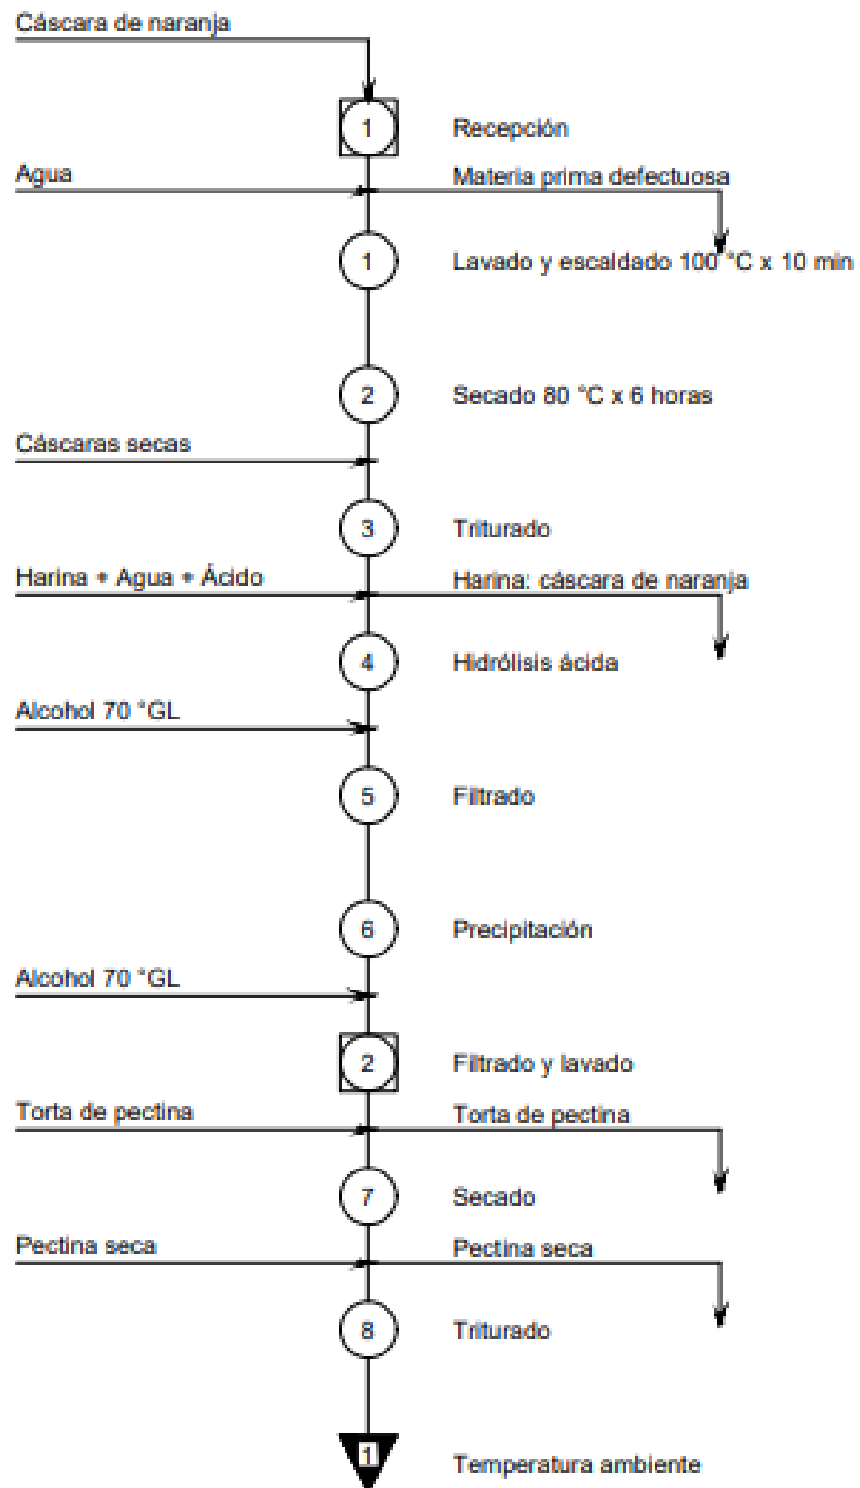 Cáscara de naranja
1 Recepción
Agua Materia prima defectuosa
1 Lavado y escaldado 100 °C x 10 min
2 Secado 80 °C x 6 horas
Cáscaras secas
3 Triturado
Harina + Agua + Ácido Harina: cáscara de naranja
4 Hidrólisis ácida
Alcohol 70 °GL
5 Filtrado
6 Precipitación
Alcohol 70 °GL
2 Filtrado y lavado
Torta de pectina Torta de pectina
7 Secado
Pectina seca Pectina seca
8 Triturado
1 Temperatura ambiente